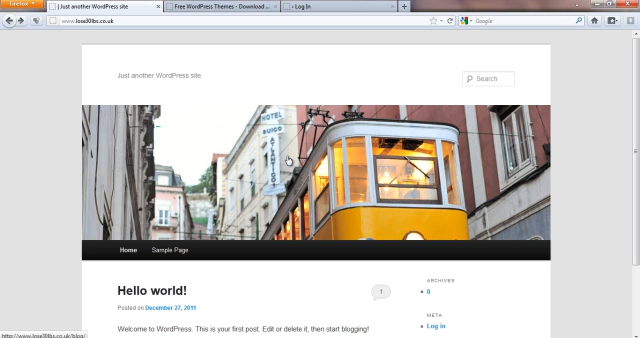 Firefox
| Just another WordPress site
Free WordPress Themes - Download ...
‹ Log In
www.lose30lbs.co.uk
Google
Just another WordPress site
Search
HOTEL
SUICO
ATLANTICO
Home
Sample Page
Hello world!
1
Posted on December 27, 2011
Welcome to WordPress. This is your first post. Edit or delete it, then start blogging!
ARCHIVES
0
META
Log in
http://www.lose30lbs.co.uk/blog/